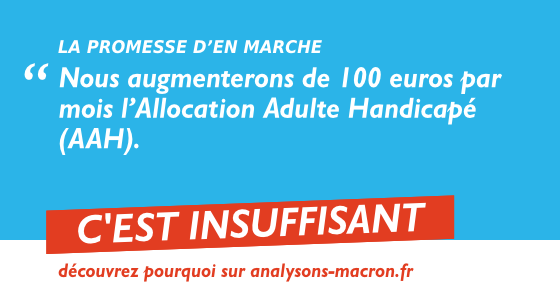 LA PROMESSE D’EN MARCHE
“ Nous augmenterons de 100 euros par
mois l’Allocation Adulte Handicapé
(AAH).
C'EST INSUFFISANT
découvrez pourquoi sur analysons-macron.fr